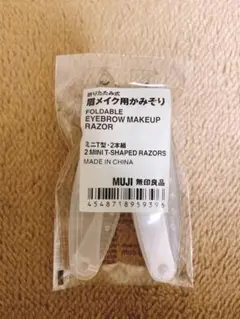 折りたたみ式
眉メイク用かみそり
FOLDABLE
EYEBROW MAKEUP
RAZOR
ミニT型・2本組
2 MINI T-SHAPED RAZORS
MADE IN CHINA
MUJI 無印良品
4548718959396